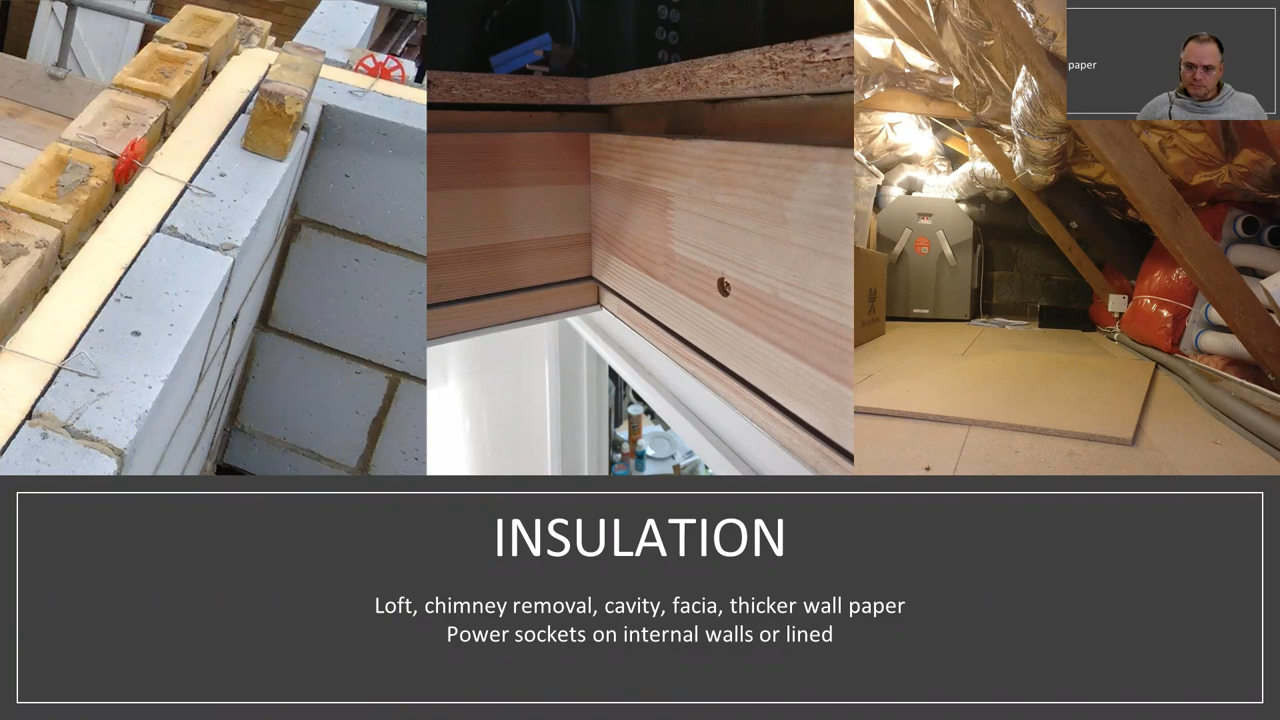 paper
INSULATION
Loft, chimney removal, cavity, facia, thicker wall paper
Power sockets on internal walls or lined